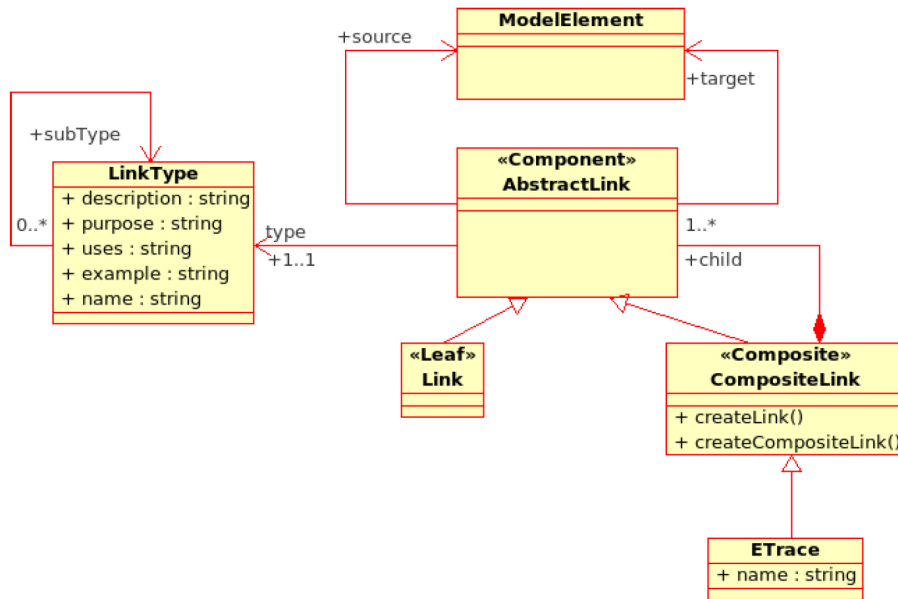 ModelElement
+source
+target
+subType
«Component»
AbstractLink
LinkType
+ description : string
+ purpose : string
+ uses : string
+ example : string
+ name : string
0..*
type
+1..1
1..*
+child
«Leaf»
Link
«Composite»
CompositeLink
+ createLink()
+ createCompositeLink()
ETrace
+ name : string